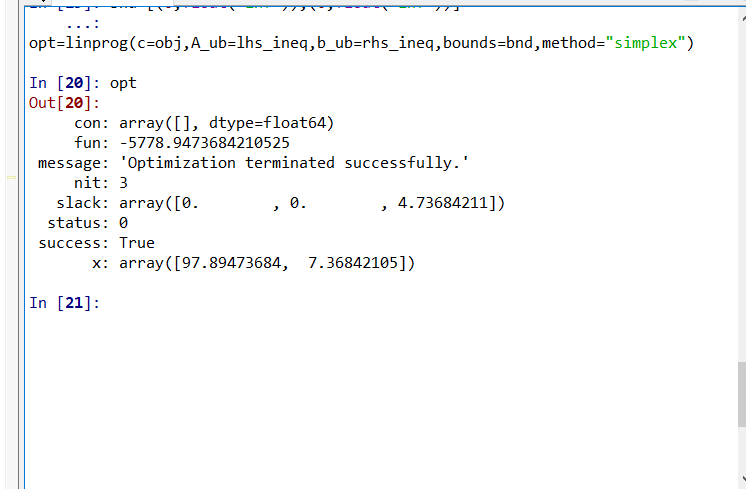 ...:
opt=linprog(c=obj,A_ub=lhs_ineq,b_ub=rhs_ineq,bounds=bnd,method="simplex")
In [20]: opt
Out[20]:
con: array([], dtype=float64)
fun: -5778.9473684210525
message: 'Optimization terminated successfully.'
nit: 3
slack: array([0.        , 0.        , 4.73684211])
status: 0
success: True
x: array([97.89473684,  7.36842105])
In [21]: